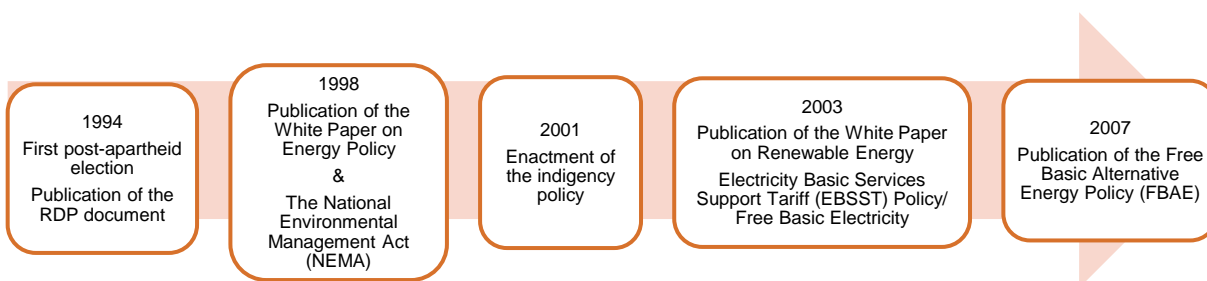 1994
First post-apartheid
election
Publication of the
RDP document
1998
Publication of the
White Paper on
Energy Policy
&
The National
Environmental
Management Act
(NEMA)
2001
Enactment of
the indigency
policy
2003
Publication of the White Paper
on Renewable Energy
Electricity Basic Services
Support Tariff (EBSST) Policy/
Free Basic Electricity
2007
Publication of the Free
Basic Alternative
Energy Policy (FBAE)